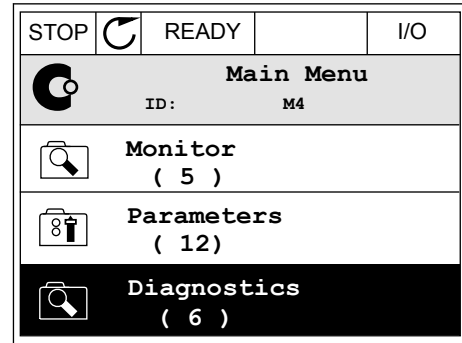 STOP READY I/O
Main Menu
ID: M4
Monitor
( 5 )
Parameters
( 12)
Diagnostics
( 6 )